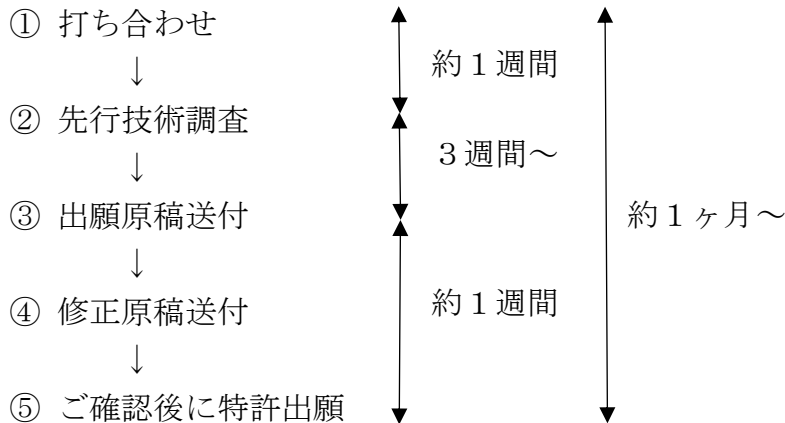 ① 打ち合わせ
約１週間
↓
② 先行技術調査
３週間～
↓
③ 出願原稿送付
約１ヶ月～
↓
④ 修正原稿送付
約１週間
↓
⑤ ご確認後に特許出願